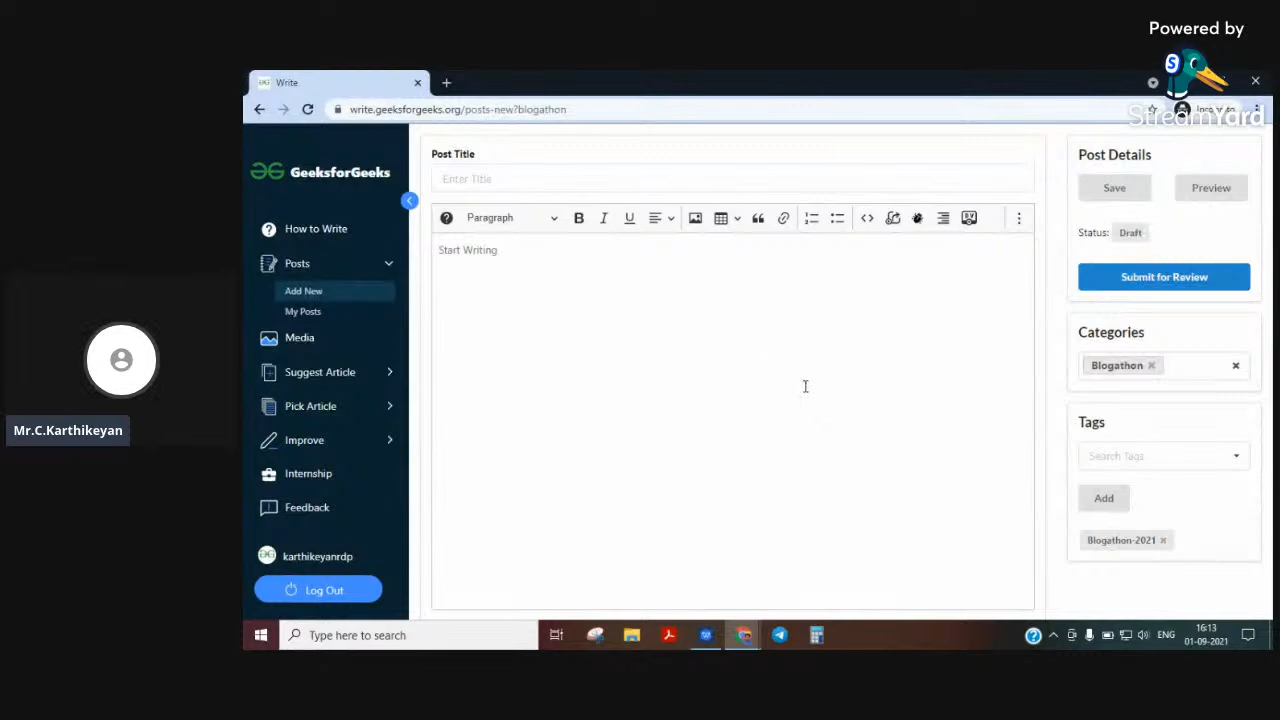 Powered by
StreamYard
Write
write.geeksforgeeks.org/posts-new?blogathon
GeeksforGeeks
How to Write
Posts
Add New
My Posts
Media
Suggest Article
Pick Article
Improve
Internship
Feedback
karthikeyanrdp
Log Out
Post Title
Enter Title
Paragraph
B I U
Start Writing
Post Details
Save Preview
Status: Draft
Submit for Review
Categories
Blogathon
Tags
Search Tags
Add
Blogathon-2021
Mr.C.Karthikeyan
Type here to search
ENG
16:13
01-09-2021